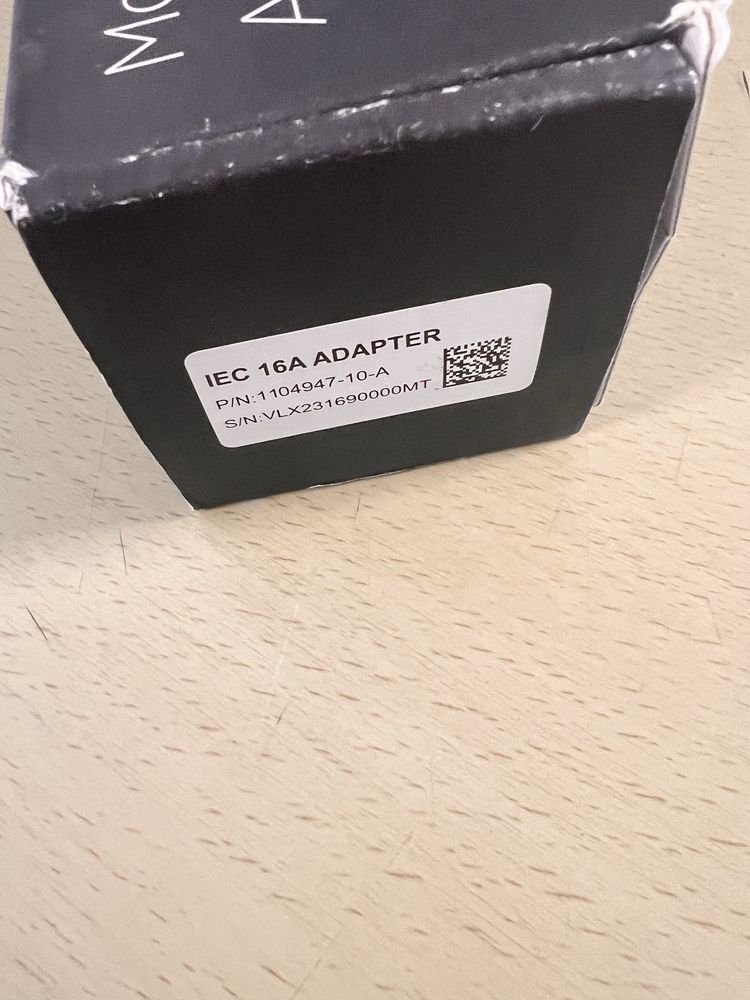 IEC 16A ADAPTER
P/N:1104947-10-A
S/N:VLX231690000MT